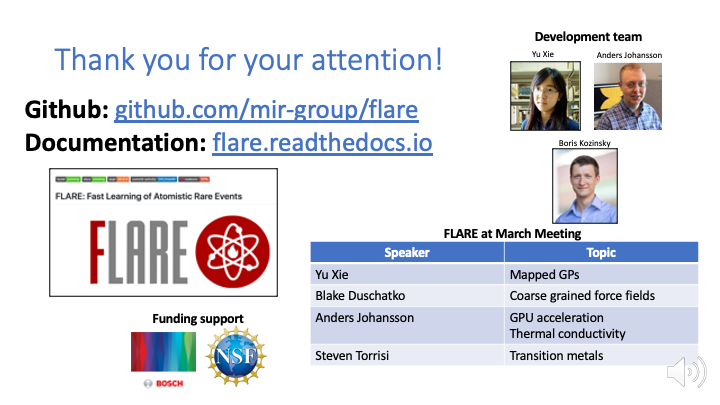 Thank you for your attention!
Development team
Yu Xie
Anders Johansson
Github: github.com/mir-group/flare
Documentation: flare.readthedocs.io
Boris Kozinsky
FLARE: Fast Learning of Atomistic Rare Events
FLARE
Funding support
BOSCH
NSF
FLARE at March Meeting
Speaker Topic
Yu Xie Mapped GPs
Blake Duschatko Coarse grained force fields
Anders Johansson GPU acceleration
Thermal conductivity
Steven Torrisi Transition metals